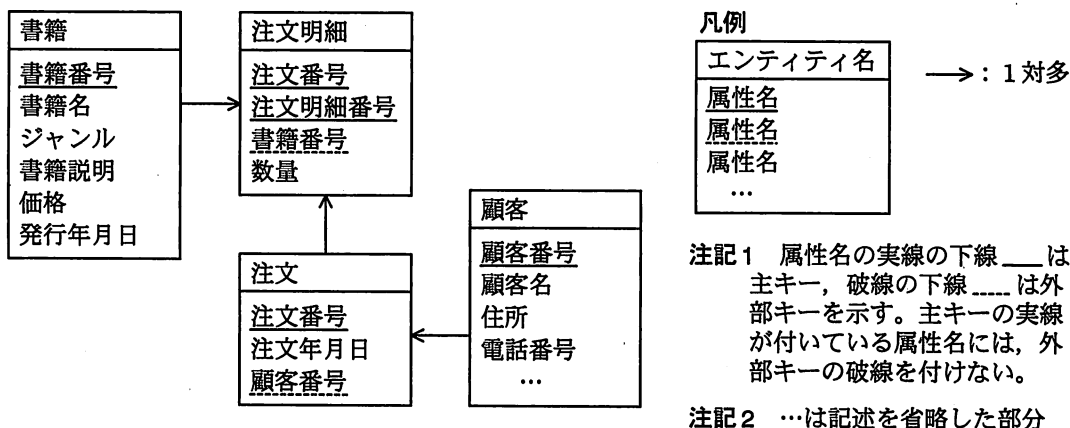 書籍
書籍番号
書籍名
ジャンル
書籍説明
価格
発行年月日
注文明細
注文番号
注文明細番号
書籍番号
数量
注文
注文番号
注文年月日
顧客番号
顧客
顧客番号
顧客名
住所
電話番号
…
凡例
エンティティ名
属性名
属性名
属性名
…
：1対多
注記1 属性名の実線の下線___は
主キー，破線の下線.....は外
部キーを示す。主キーの実線
が付いている属性名には，外
部キーの破線を付けない。
注記2 …は記述を省略した部分